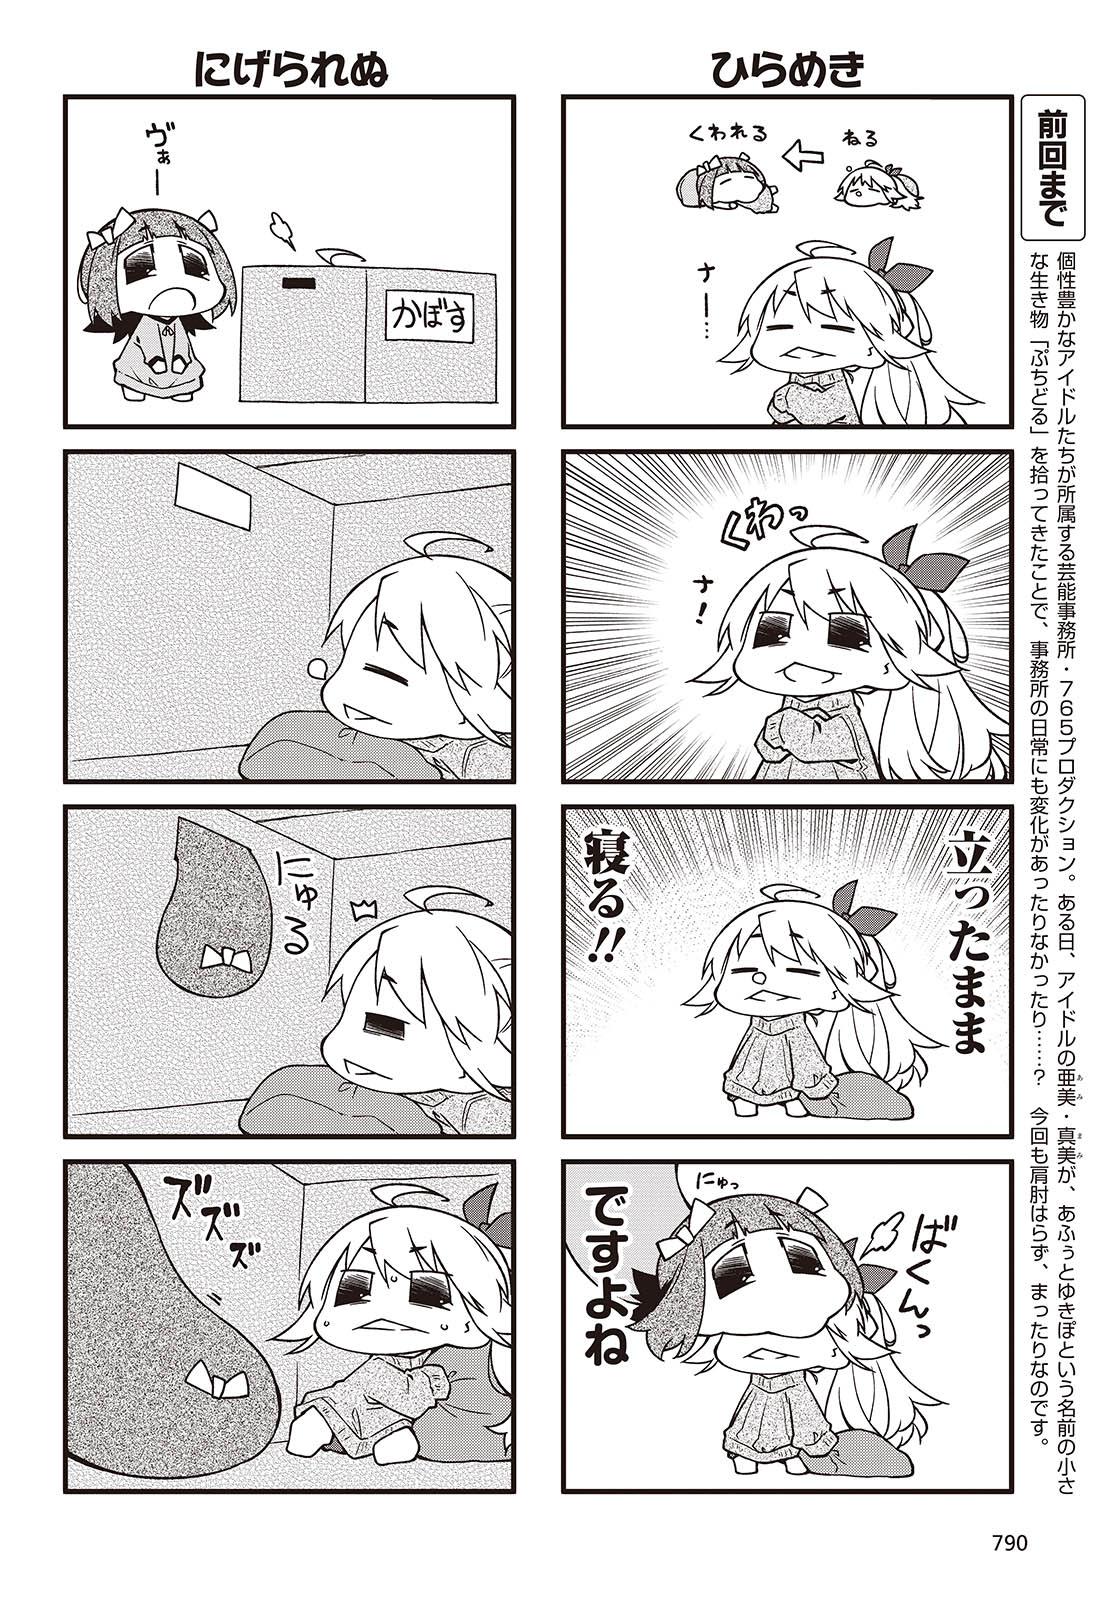 前回まで
個性豊かなアイドルたちが所属する芸能事務所・765プロダクション。ある日、アイドルの亜美・真美が、あふぅとゆきぽという名前の小さ
あみ
まみ
な生き物「ぷちどる」を拾ってきたことで、事務所の日常にも変化があったりなかったり……？　今回も肩肘はらず、まったりなのです。
ひらめき
ねる
くわれる
ナー…
くわっ
ナ！
立ったまま
寝る!!
ばくんっ
にゅっ
ですよね
にげられぬ
ヴぁー
かぼす
にゅる
ズズズ
790